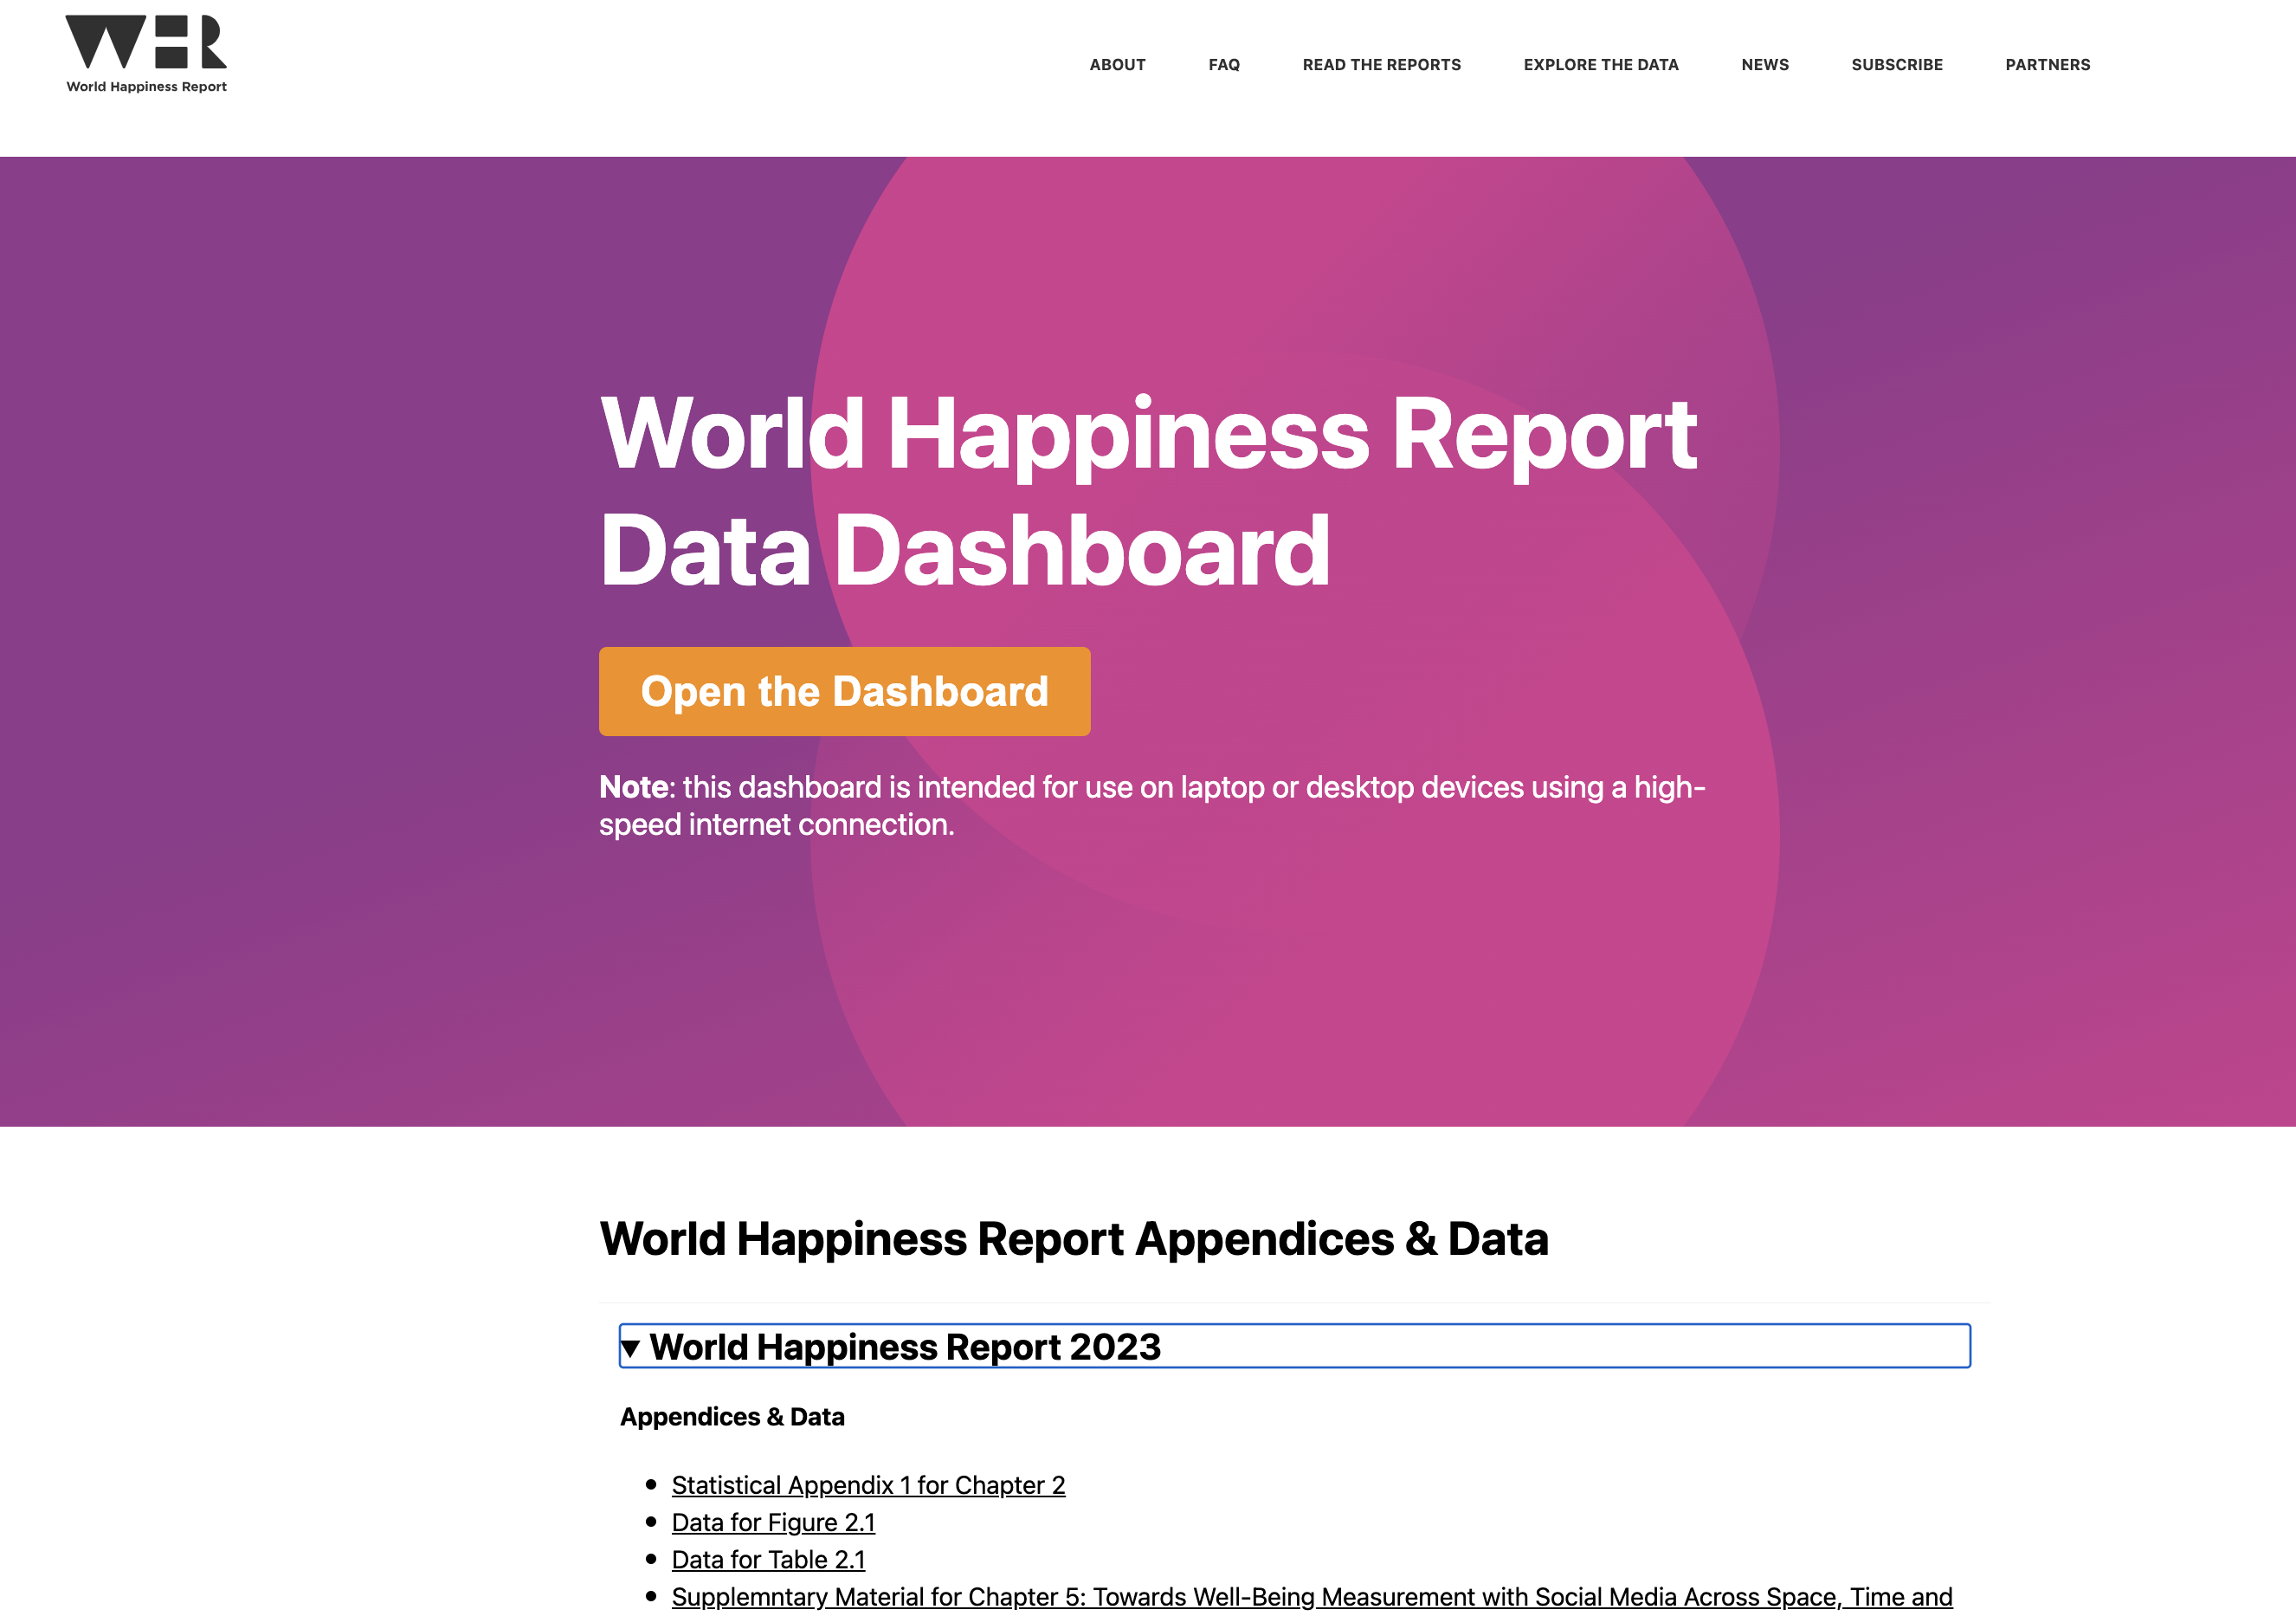 WHR
World Happiness Report
ABOUT FAQ READ THE REPORTS EXPLORE THE DATA NEWS SUBSCRIBE PARTNERS
World Happiness Report
Data Dashboard
Open the Dashboard
Note: this dashboard is intended for use on laptop or desktop devices using a high-
speed internet connection.
World Happiness Report Appendices & Data
World Happiness Report 2023
Appendices & Data
Statistical Appendix 1 for Chapter 2
Data for Figure 2.1
Data for Table 2.1
Supplemntary Material for Chapter 5: Towards Well-Being Measurement with Social Media Across Space, Time and